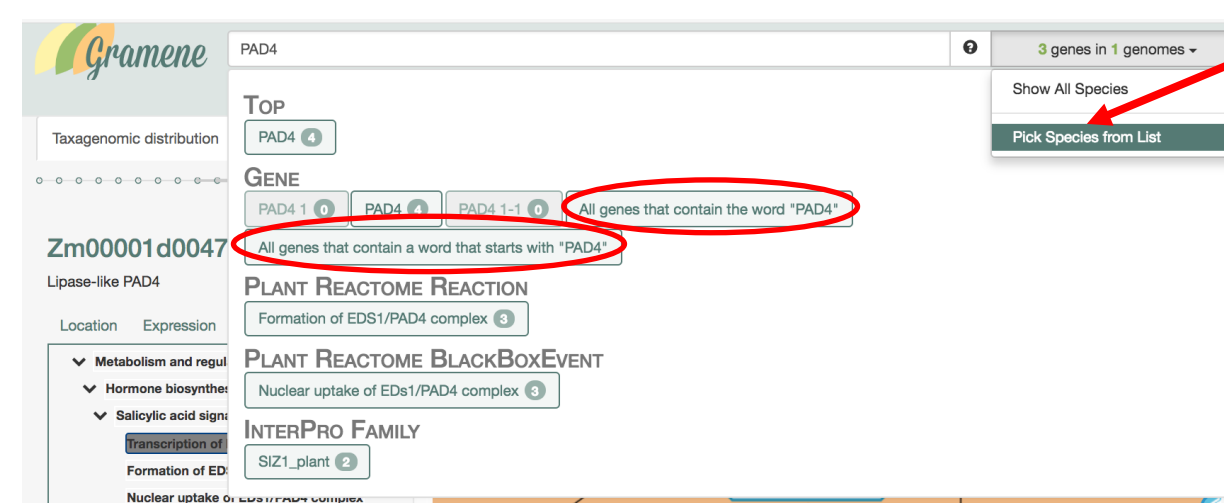 Gramene
PAD4
3 genes in 1 genomes
Show All Species
Pick Species from List
TOP
PAD4 4
Taxagenomic distribution
GENE
PAD4 1 0 PAD4 4 PAD4 1-1 0 All genes that contain the word "PAD4"
All genes that contain a word that starts with "PAD4"
Zm00001d0047
Lipase-like PAD4
PLANT REACTOME REACTION
Formation of EDS1/PAD4 complex 3
Location Expression
PLANT REACTOME BLACKBOXEVENT
Nuclear uptake of EDs1/PAD4 complex 3
INTERPRO FAMILY
SIZ1_plant 2
Metabolism and regul
Hormone biosynthes
Salicylic acid signa
Transcription of
Formation of ED
Nuclear uptake of EDs1/PAD4 complex